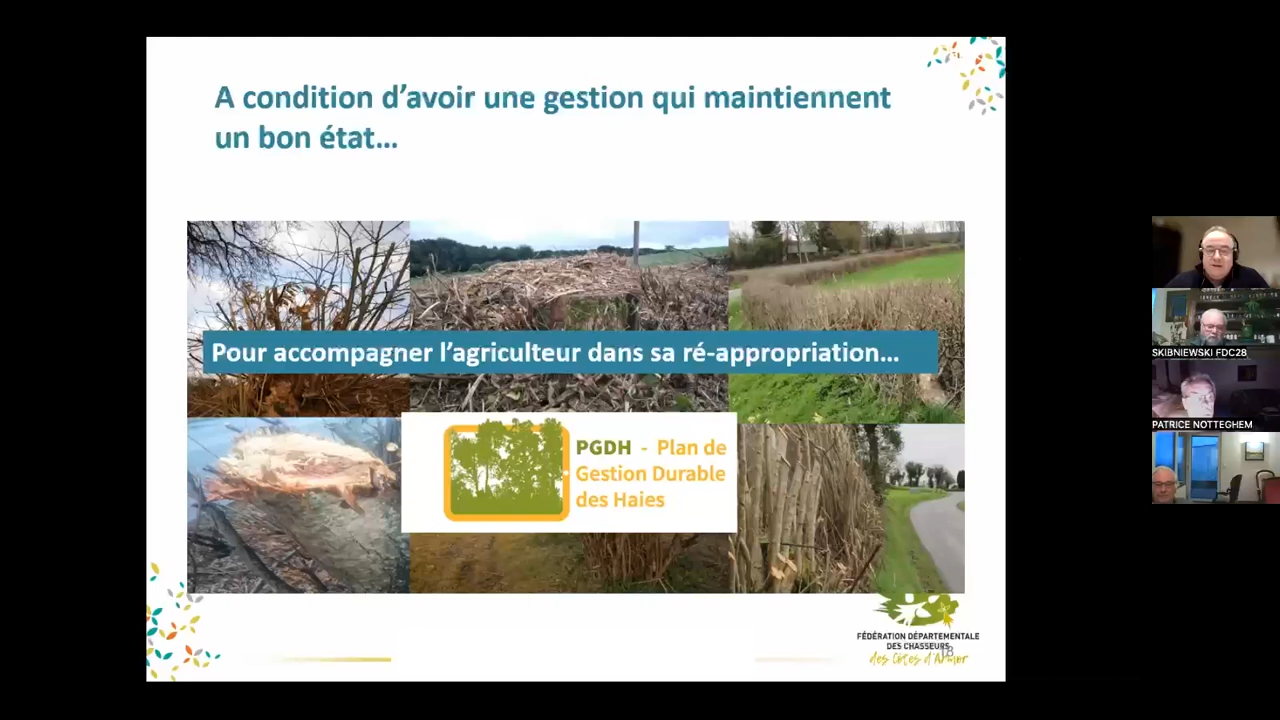 A condition d'avoir une gestion qui maintiennent
un bon état...
Pour accompagner l'agriculteur dans sa ré-appropriation...
PGDH - Plan de
Gestion Durable
des Haies
FÉDÉRATION DÉPARTEMENTALE
DES CHASSEURS
des Côtes d'Armor
18
SKIBNIEWSKI FDC28
PATRICE NOTTEGHEM